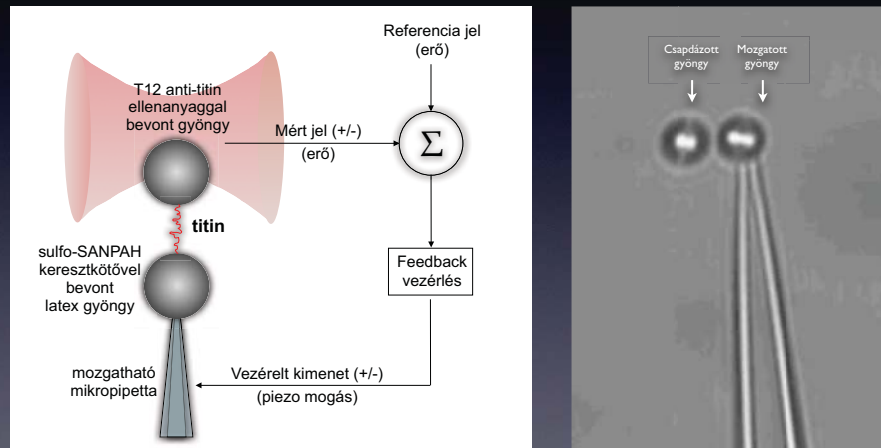 T12 anti-titin
ellenanyaggal
bevont gyöngy
Referencia jel
(erő)
Mért jel (+/-)
(erő)
Σ
titin
sulfo-SANPAH
keresztkötővel
bevont
latex gyöngy
Feedback
vezérlés
mozgatható
mikropipetta
Vezérelt kimenet (+/-)
(piezo mogás)
Csapdázott
gyöngy
Mozgatott
gyöngy